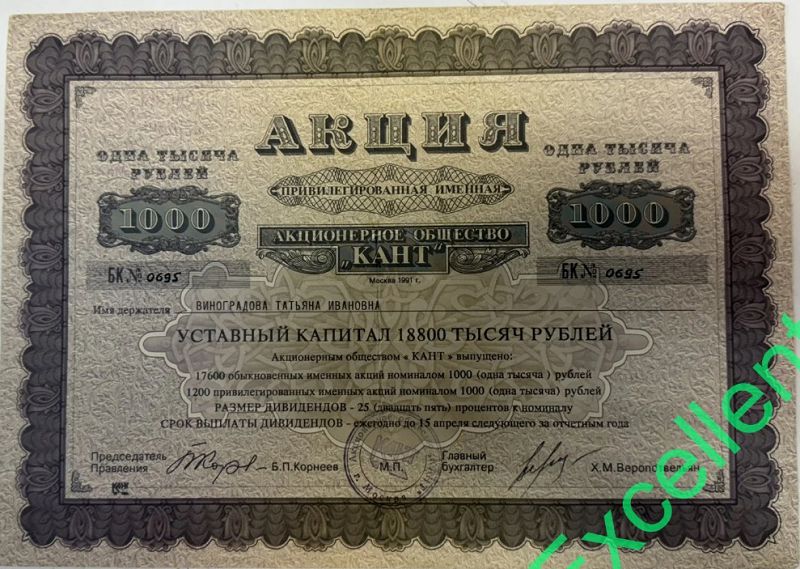 АКЦИЯ
ОДНА ТЫСЯЧА
РУБЛЕЙ
ОДНА ТЫСЯЧА
РУБЛЕЙ
ПРИВИЛЕГИРОВАННАЯ ИМЕННАЯ
1000
1000
АКЦИОНЕРНОЕ ОБЩЕСТВО
„КАНТ“
Москва 1991 г.
БК № 0695
БК № 0695
Имя держателя ВИНОГРАДОВА ТАТЬЯНА ИВАНОВНА
УСТАВНЫЙ КАПИТАЛ 18800 ТЫСЯЧ РУБЛЕЙ
Акционерным обществом « КАНТ » выпущено:
17600 обыкновенных именных акций номиналом 1000 (одна тысяча ) рублей
1200 привилегированных именных акций номиналом 1000 (одна тысяча) рублей
РАЗМЕР ДИВИДЕНДОВ - 25 (двадцать пять) процентов к номиналу
СРОК ВЫПЛАТЫ ДИВИДЕНДОВ - ежегодно до 15 апреля следующего за отчетным года
Председатель
Правления
Б.П.Корнеев
М.П.
Главный
бухгалтер
Х.М.
г. Москва
Excellent